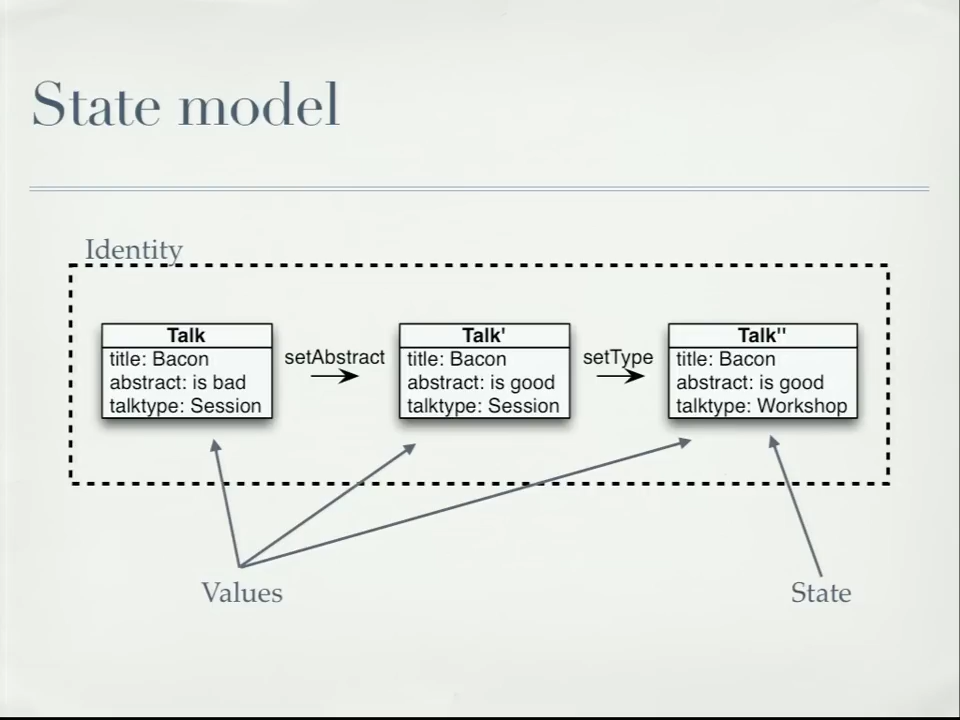 State model
Identity
Talk
title: Bacon
abstract: is bad
talktype: Session
setAbstract
Talk'
title: Bacon
abstract: is good
talktype: Session
setType
Talk''
title: Bacon
abstract: is good
talktype: Workshop
Values
State